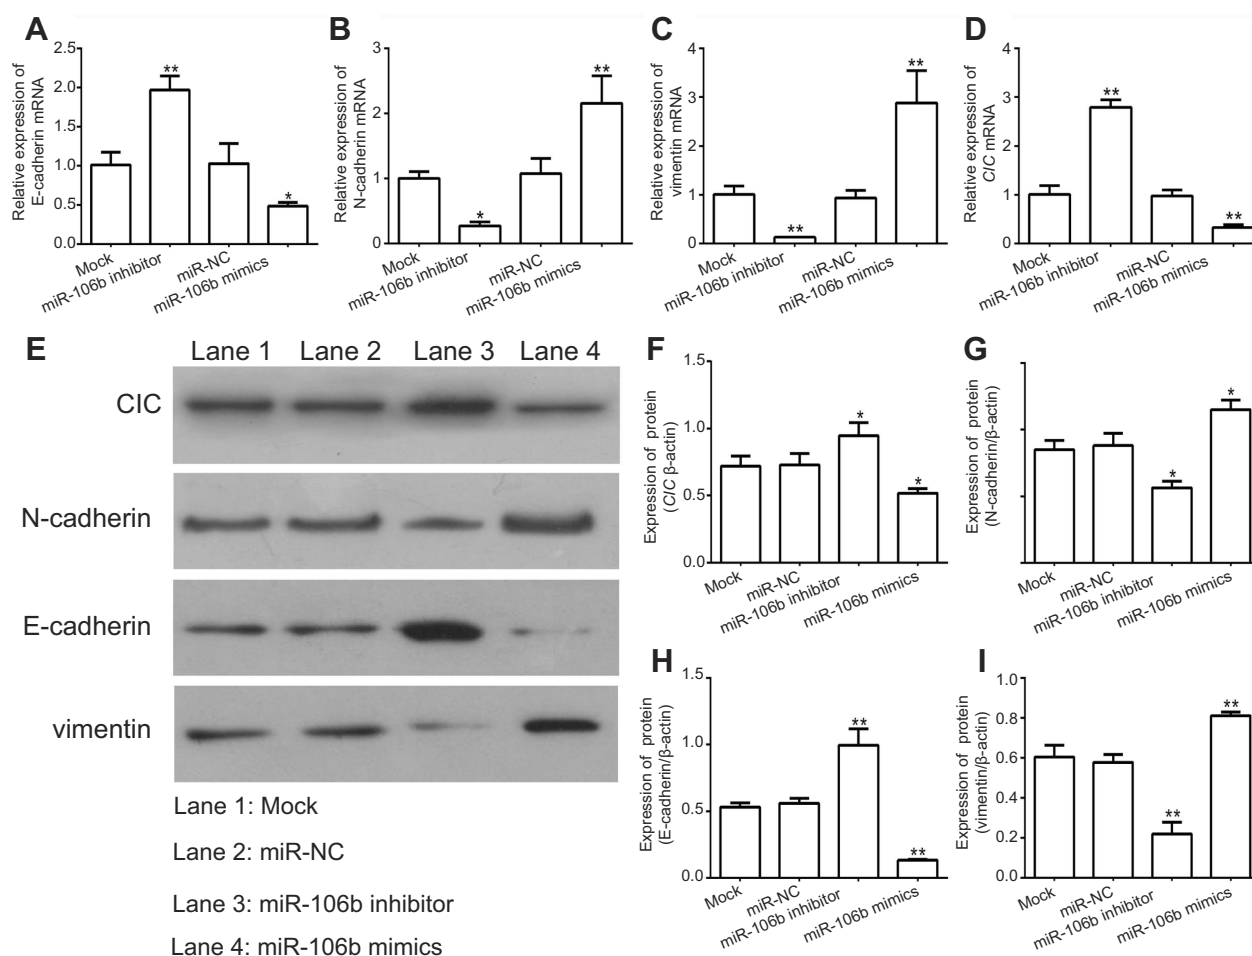 A
Relative expression of
E-cadherin mRNA
2.5
2.0
1.5
1.0
0.5
0.0
**
*
Mock
miR-106b inhibitor
miR-NC
miR-106b mimics
B
Relative expression of
N-cadherin mRNA
3
2
1
0
*
**
Mock
miR-106b inhibitor
miR-NC
miR-106b mimics
C
Relative expression of
vimentin mRNA
4
3
2
1
0
**
**
Mock
miR-106b inhibitor
miR-NC
miR-106b mimics
D
Relative expression of
CIC mRNA
4
3
2
1
0
**
**
Mock
miR-106b inhibitor
miR-NC
miR-106b mimics
E
Lane 1 Lane 2 Lane 3 Lane 4
CIC
N-cadherin
E-cadherin
vimentin
Lane 1: Mock
Lane 2: miR-NC
Lane 3: miR-106b inhibitor
Lane 4: miR-106b mimics
F
Expression of protein
(CIC β-actin)
1.5
1.0
0.5
0.0
*
*
Mock
miR-NC
miR-106b inhibitor
miR-106b mimics
G
Expression of protein
(N-cadherin/β-actin)
*
*
Mock
miR-NC
miR-106b inhibitor
miR-106b mimics
H
Expression of protein
(E-cadherin/β-actin)
1.5
1.0
0.5
0.0
**
**
Mock
miR-NC
miR-106b inhibitor
miR-106b mimics
I
Expression of protein
(vimentin/β-actin)
1.0
0.8
0.6
0.4
0.2
0.0
**
**
Mock
miR-NC
miR-106b inhibitor
miR-106b mimics